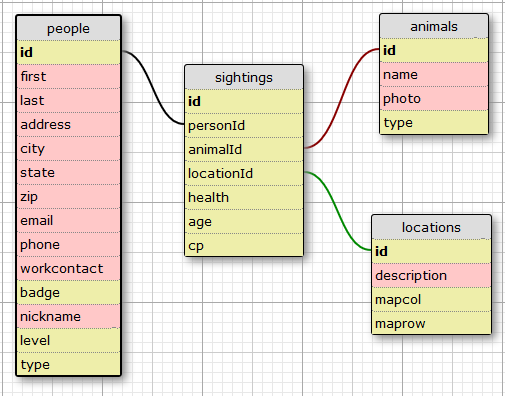 people
id
first
last
address
city
state
zip
email
phone
workcontact
badge
nickname
level
type
sightings
id
personId
animalId
locationId
health
age
cp
animals
id
name
photo
type
locations
id
description
mapcol
maprow